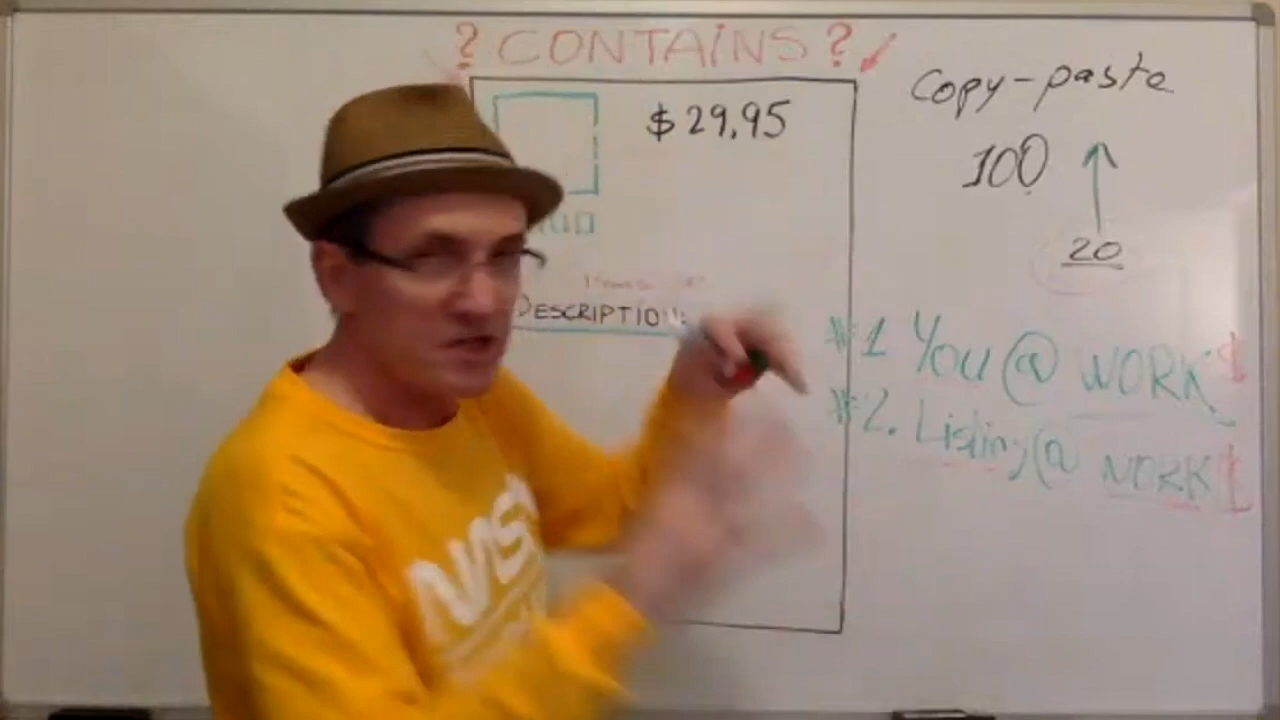 ? CONTAINS ?
$29.95
DESCRIPTION:
Copy-paste
100
20
#1 You @ WORK $
#2. Listing @ WORK $